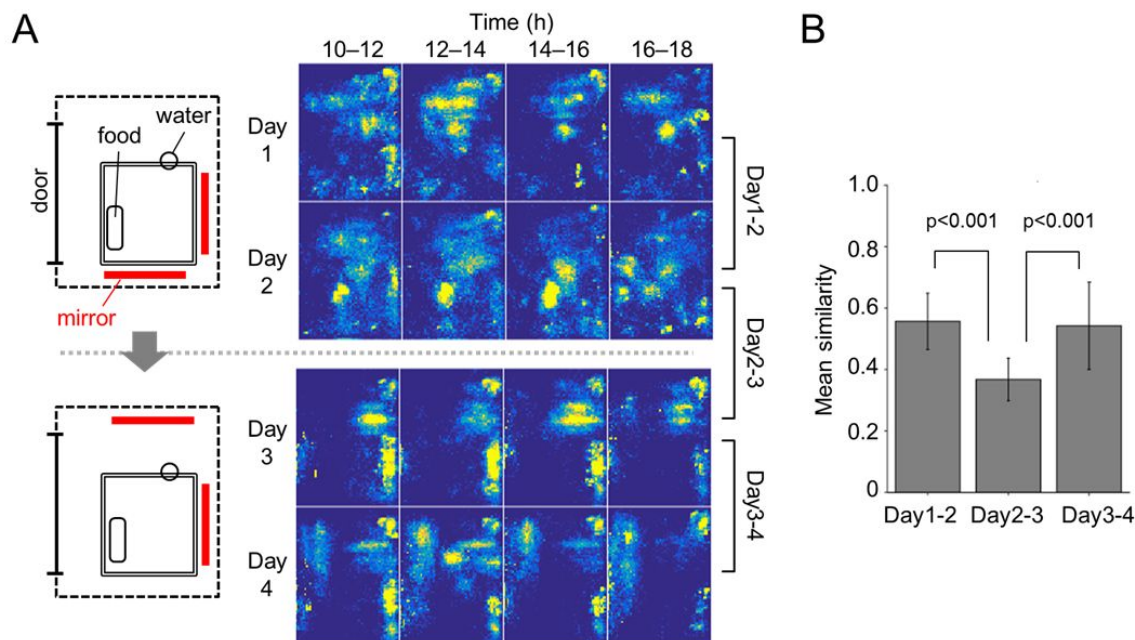 A
B
Time (h)
10–12 12–14 14–16 16–18
water
food
door
mirror
Day
1
Day
2
Day
3
Day
4
Day1-2
Day2-3
Day3-4
1.0
0.8
0.6
0.4
0.2
0
Mean similarity
p<0.001 p<0.001
Day1-2 Day2-3 Day3-4